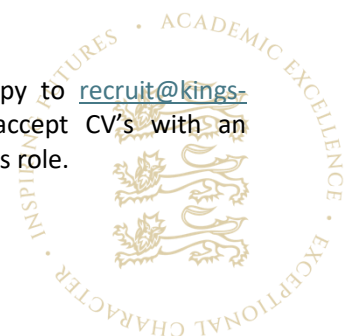 py to recruit@kings-
accept CV's with an
s role.
INSPIRING FUTURES • ACADEMIC EXCELLENCE • EXCEPTIONAL CHARACTER •